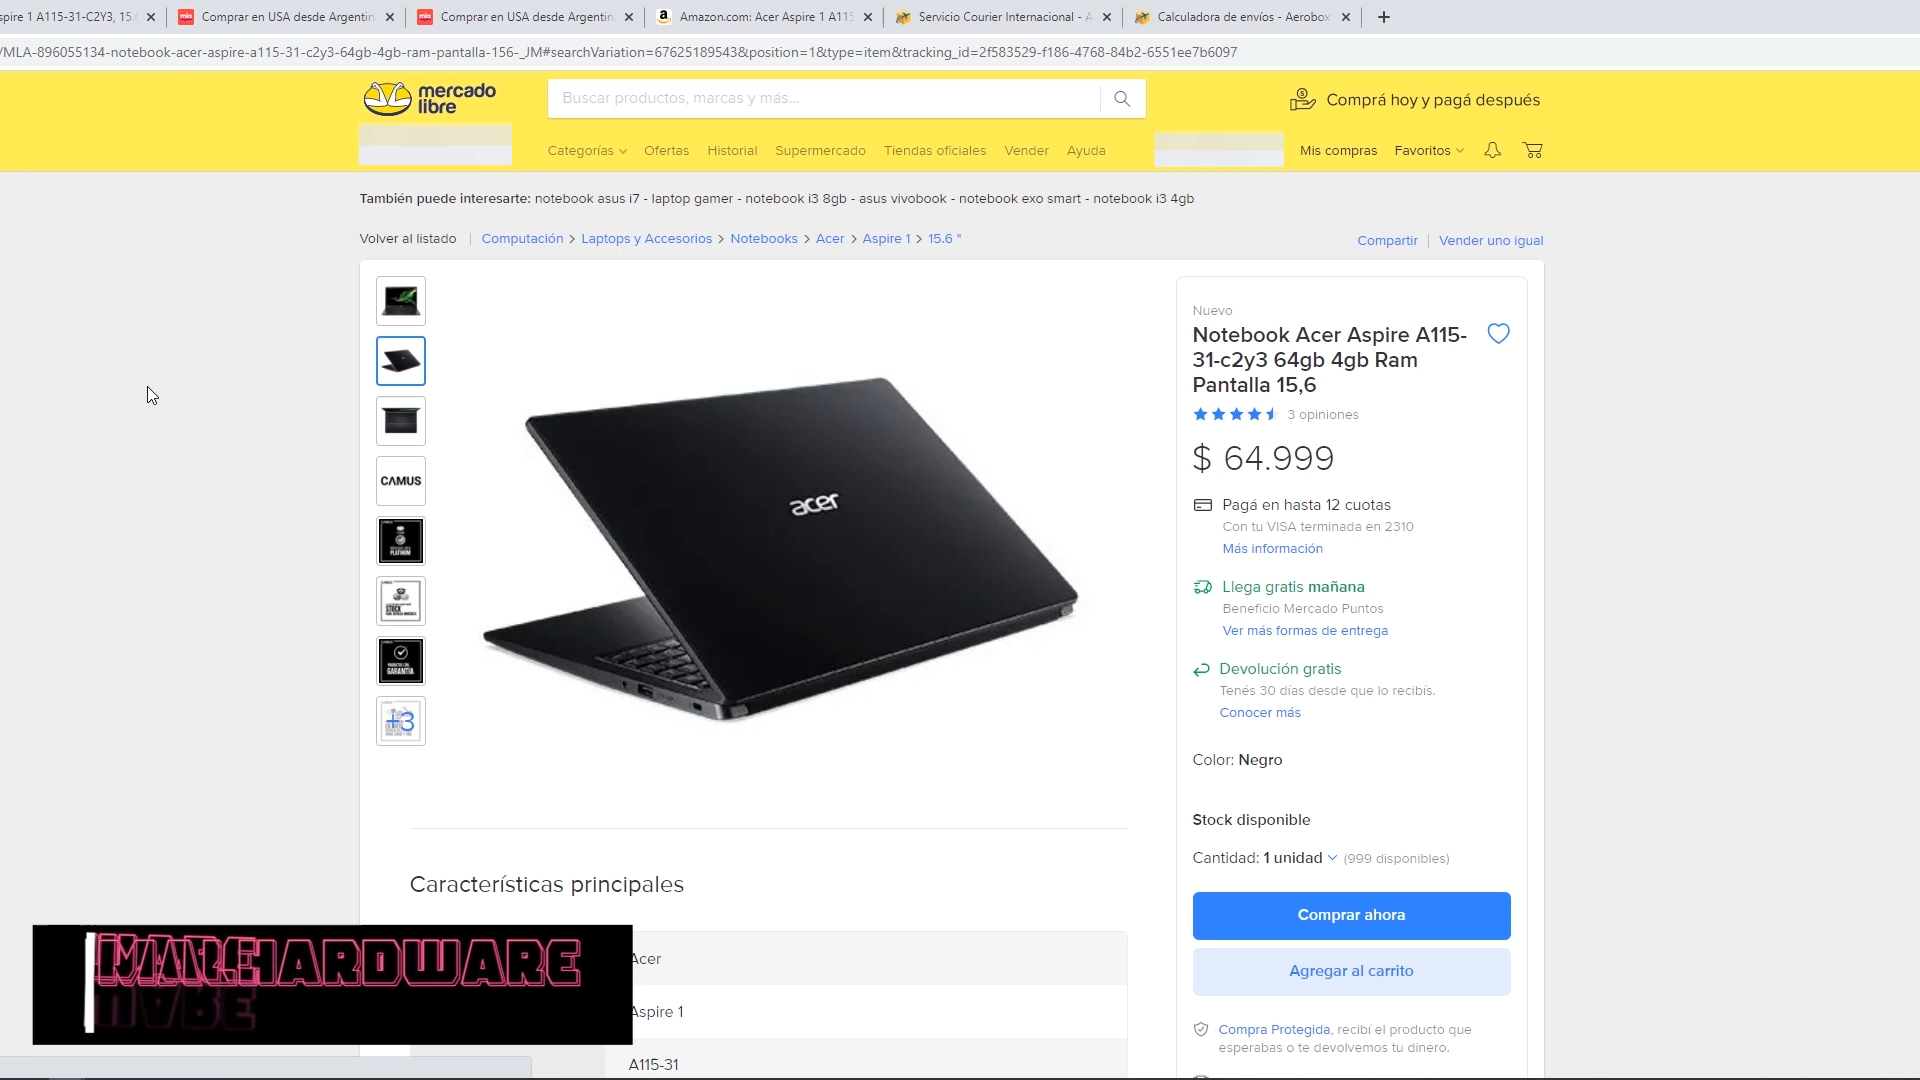 spire 1 A115-31-C2Y3, 15.
Comprar en USA desde Argentin
Comprar en USA desde Argentin
Amazon.com: Acer Aspire 1 A115
Servicio Courier Internacional - A
Calculadora de envíos - Aerobox
/MLA-896055134-notebook-acer-aspire-a115-31-c2y3-64gb-4gb-ram-pantalla-156-_JM#searchVariation=67625189543&position=1&type=item&tracking_id=2f583529-f186-4768-84b2-6551ee7b6097
mercado
libre
Buscar productos, marcas y más...
Comprá hoy y pagá después
Categorías Ofertas Historial Supermercado Tiendas oficiales Vender Ayuda
Mis compras Favoritos
También puede interesarte: notebook asus i7 - laptop gamer - notebook i3 8gb - asus vivobook - notebook exo smart - notebook i3 4gb
Volver al listado | Computación > Laptops y Accesorios > Notebooks > Acer > Aspire 1 > 15.6 "
Compartir | Vender uno igual
CAMUS
PLATINUM
STOCK
GARANTÍA
+3
acer
Nuevo
Notebook Acer Aspire A115-
31-c2y3 64gb 4gb Ram
Pantalla 15,6
3 opiniones
$ 64.999
Pagá en hasta 12 cuotas
Con tu VISA terminada en 2310
Más información
Llega gratis mañana
Beneficio Mercado Puntos
Ver más formas de entrega
Devolución gratis
Tenés 30 días desde que lo recibís.
Conocer más
Color: Negro
Stock disponible
Cantidad: 1 unidad (999 disponibles)
Comprar ahora
Agregar al carrito
Compra Protegida, recibí el producto que
esperabas o te devolvemos tu dinero.
Características principales
Acer
Aspire 1
A115-31
HARDWARE